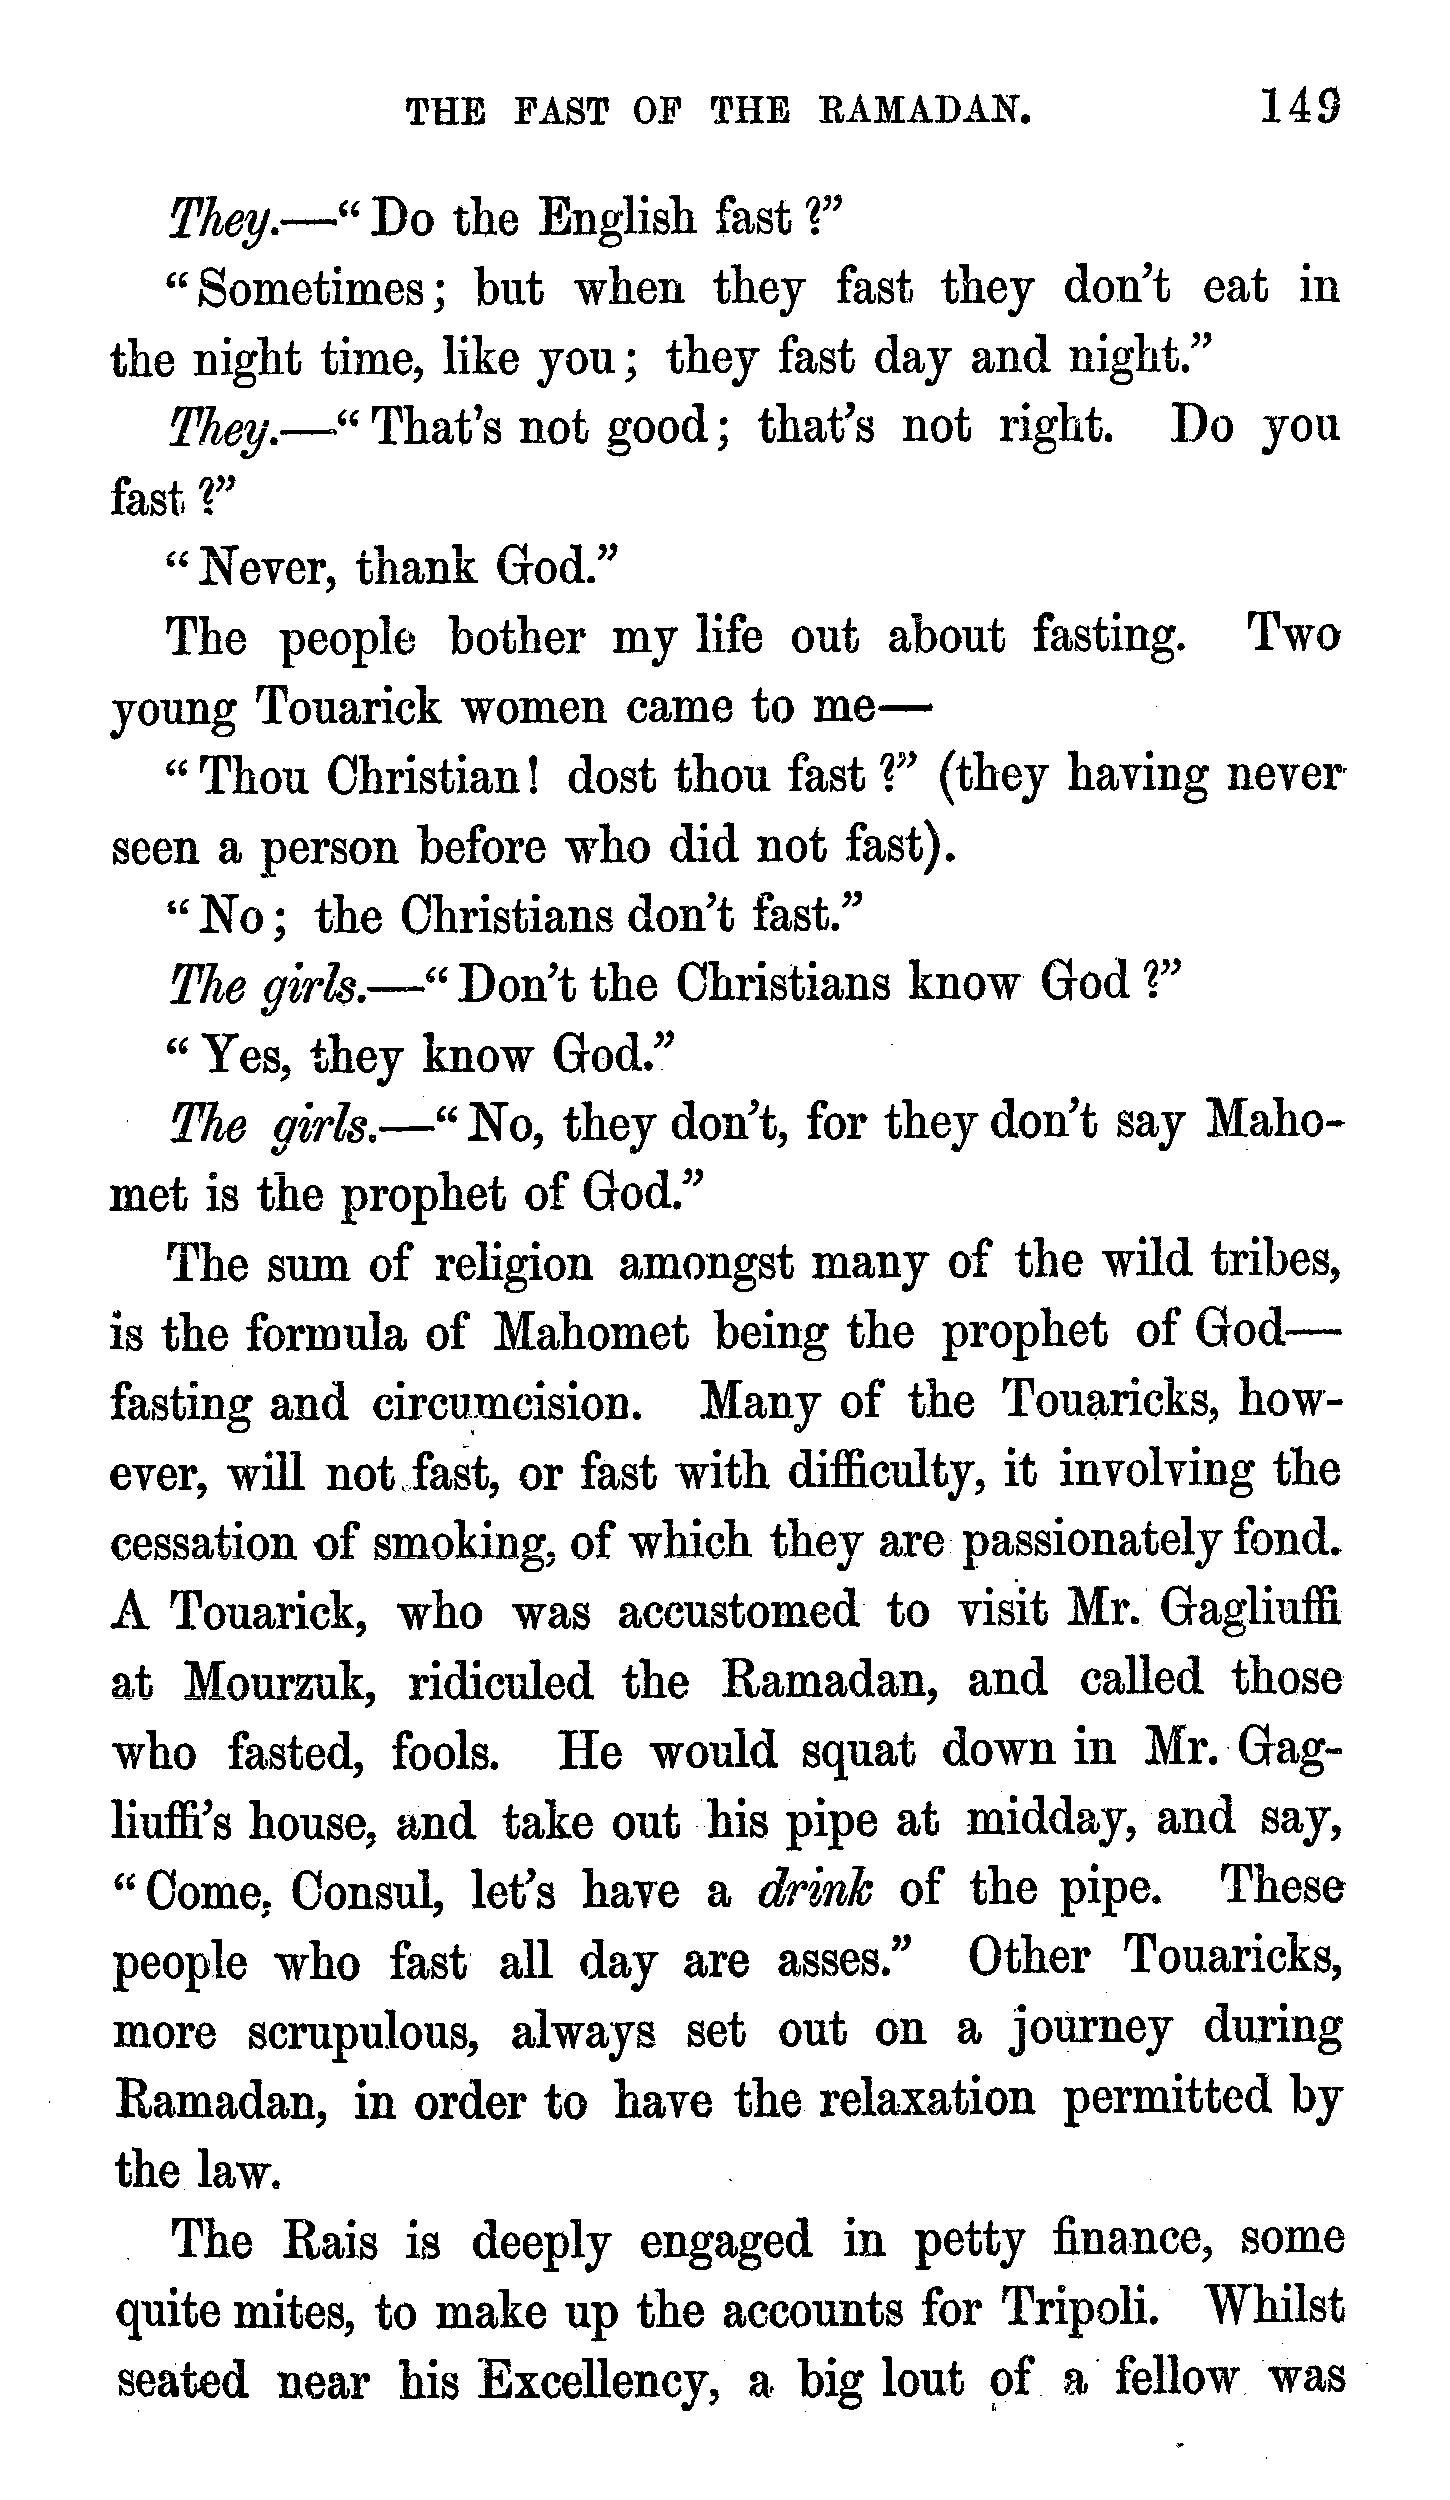 THE FAST OF THE RAMADAN. 149
They.—“Do the English fast?”
“Sometimes; but when they fast they don’t eat in
the night time, like you; they fast day and night.”
They.—“That’s not good; that’s not right. Do you
fast?”
“Never, thank God.”
The people bother my life out about fasting. Two
young Touarick women came to me—
“Thou Christian! dost thou fast?” (they having never
seen a person before who did not fast).
“No; the Christians don’t fast.”
The girls.—“Don’t the Christians know God?”
“Yes, they know God.”
The girls.—“No, they don’t, for they don’t say Maho-
met is the prophet of God.”
The sum of religion amongst many of the wild tribes,
is the formula of Mahomet being the prophet of God—
fasting and circumcision. Many of the Touaricks, how-
ever, will not fast, or fast with difficulty, it involving the
cessation of smoking, of which they are passionately fond.
A Touarick, who was accustomed to visit Mr. Gagliuffi
at Mourzuk, ridiculed the Ramadan, and called those
who fasted, fools. He would squat down in Mr. Gag-
liuffi’s house, and take out his pipe at midday, and say,
“Come, Consul, let’s have a drink of the pipe. These
people who fast all day are asses.” Other Touaricks,
more scrupulous, always set out on a journey during
Ramadan, in order to have the relaxation permitted by
the law.
The Rais is deeply engaged in petty finance, some
quite mites, to make up the accounts for Tripoli. Whilst
seated near his Excellency, a big lout of a fellow was